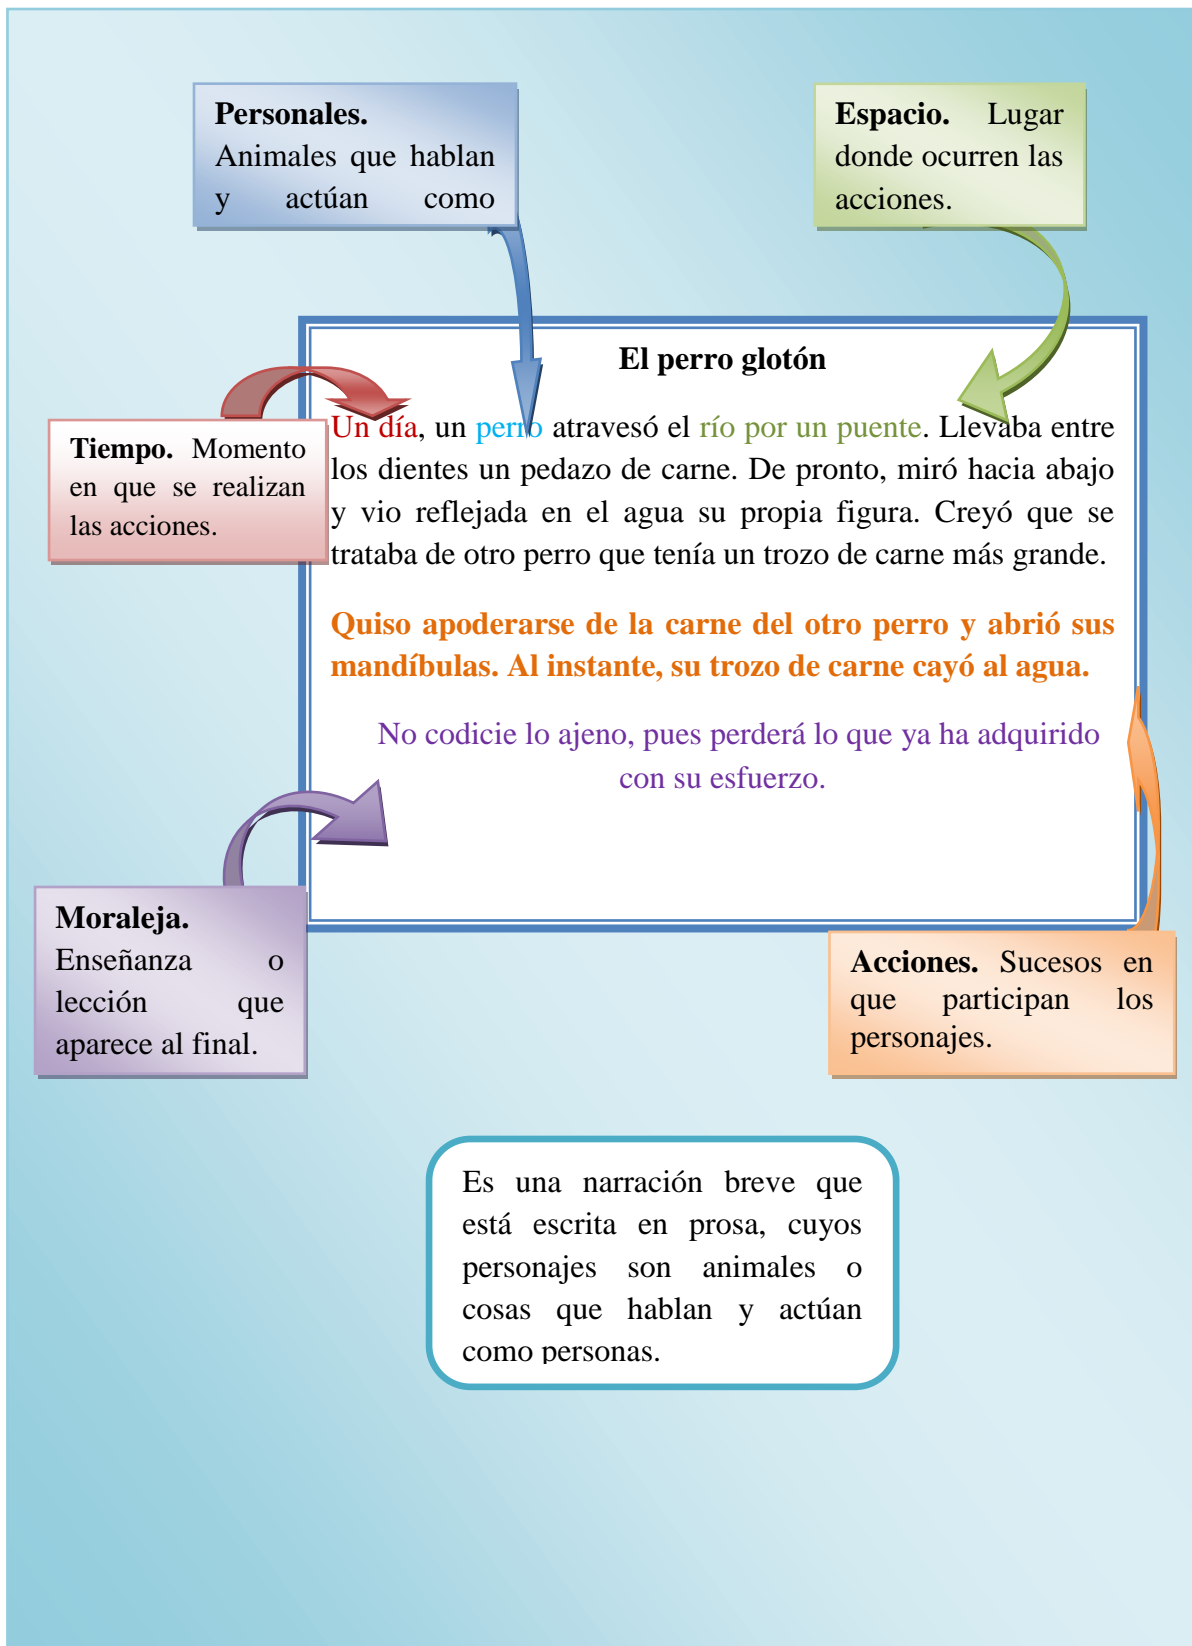 Personales.
Animales que hablan
y actúan como
Espacio. Lugar
donde ocurren las
acciones.
El perro glotón
Un día, un perro atravesó el río por un puente. Llevaba entre
los dientes un pedazo de carne. De pronto, miró hacia abajo
y vio reflejada en el agua su propia figura. Creyó que se
trataba de otro perro que tenía un trozo de carne más grande.
Quiso apoderarse de la carne del otro perro y abrió sus
mandíbulas. Al instante, su trozo de carne cayó al agua.
No codicie lo ajeno, pues perderá lo que ya ha adquirido
con su esfuerzo.
Tiempo. Momento
en que se realizan
las acciones.
Moraleja.
Enseñanza o
lección que
aparece al final.
Acciones. Sucesos en
que participan los
personajes.
Es una narración breve que
está escrita en prosa, cuyos
personajes son animales o
cosas que hablan y actúan
como personas.